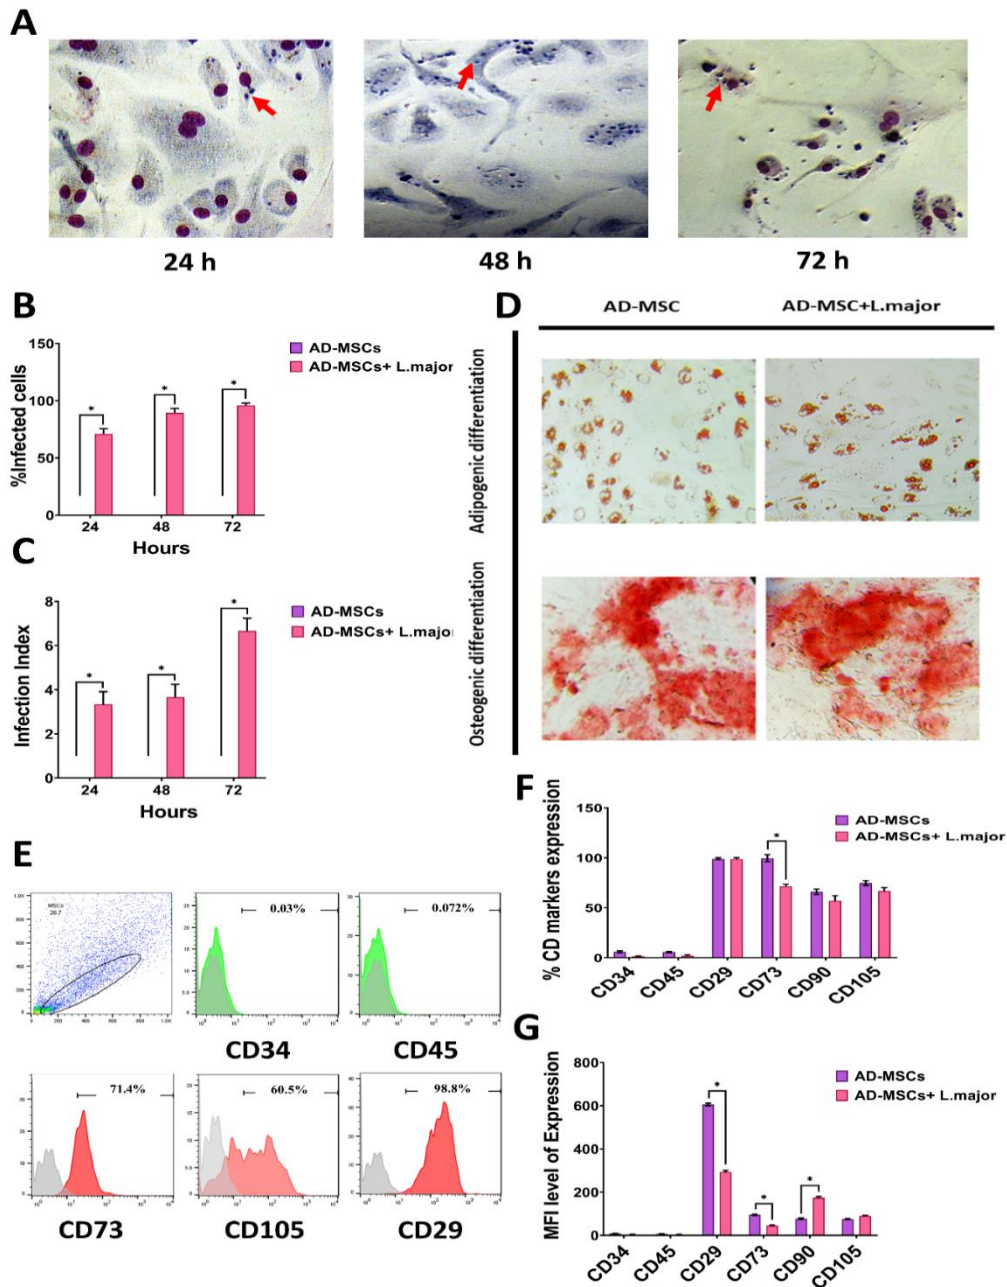 A
24 h
48 h
72 h
B
150
100
50
0
%Infected cells
24
48
72
Hours
AD-MSCs
AD-MSCs+ L.major
*
*
*
C
8
6
4
2
0
Infection Index
24
48
72
Hours
AD-MSCs
AD-MSCs+ L.major
*
*
*
D
AD-MSC
AD-MSC+L.major
Adipogenic differentiation
Osteogenic differentiation
E
MSCs
0.03%
0.072%
CD34
CD45
71.4%
60.5%
98.8%
CD73
CD105
CD29
F
150
100
50
0
% CD markers expression
AD-MSCs
AD-MSCs+ L.major
*
CD34
CD45
CD29
CD73
CD90
CD105
G
800
600
400
200
0
MFI level of Expression
AD-MSCs
AD-MSCs+ L.major
*
*
*
CD34
CD45
CD29
CD73
CD90
CD105